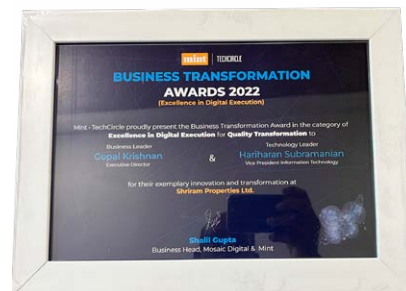 mint | TECHCIRCLE
BUSINESS TRANSFORMATION
AWARDS 2022
(Excellence in Digital Execution)
Mint - TechCircle proudly present the Business Transformation Award in the category of
Excellence in Digital Execution for Quality Transformation to
Business Leader
Gopal Krishnan
Executive Director
&
Technology Leader
Hariharan Subramanian
Vice President Information Technology
for their exemplary innovation and transformation at
Shriram Properties Ltd.
Shalil Gupta
Business Head, Mosaic Digital & Mint